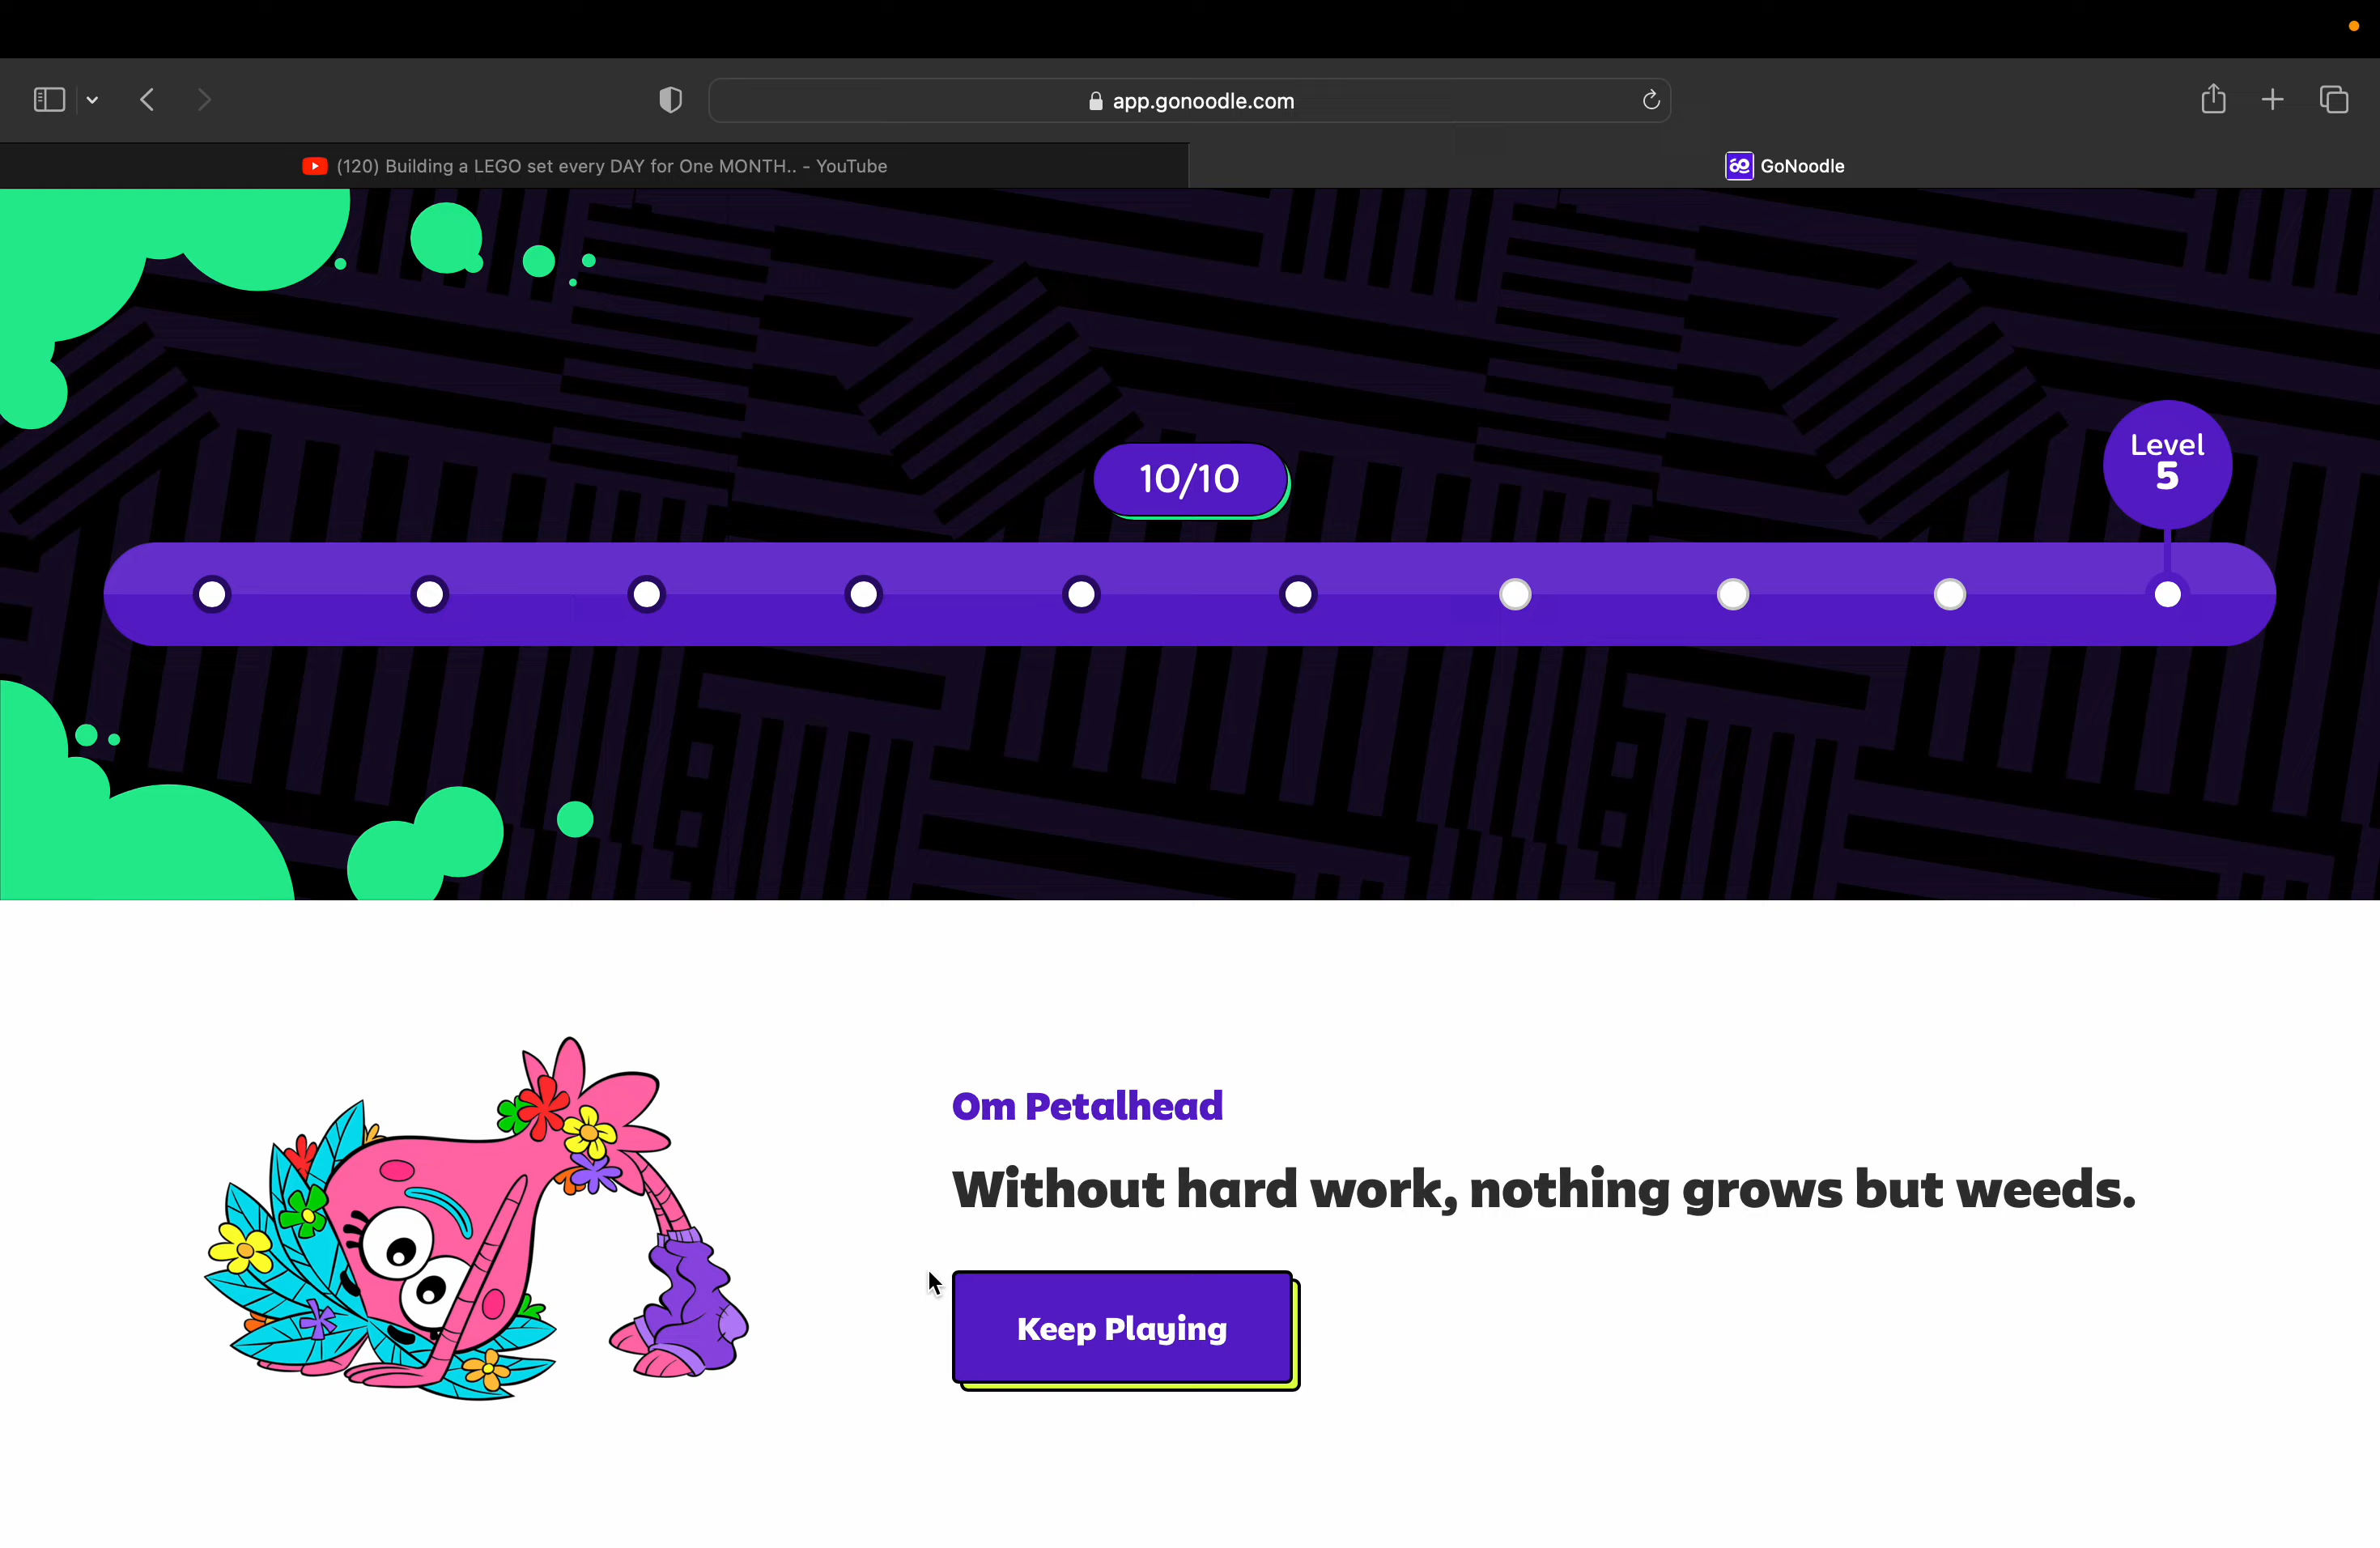 app.gonoodle.com
(120) Building a LEGO set every DAY for One MONTH.. - YouTube
GoNoodle
Level
5
10/10
Om Petalhead
Without hard work, nothing grows but weeds.
Keep Playing